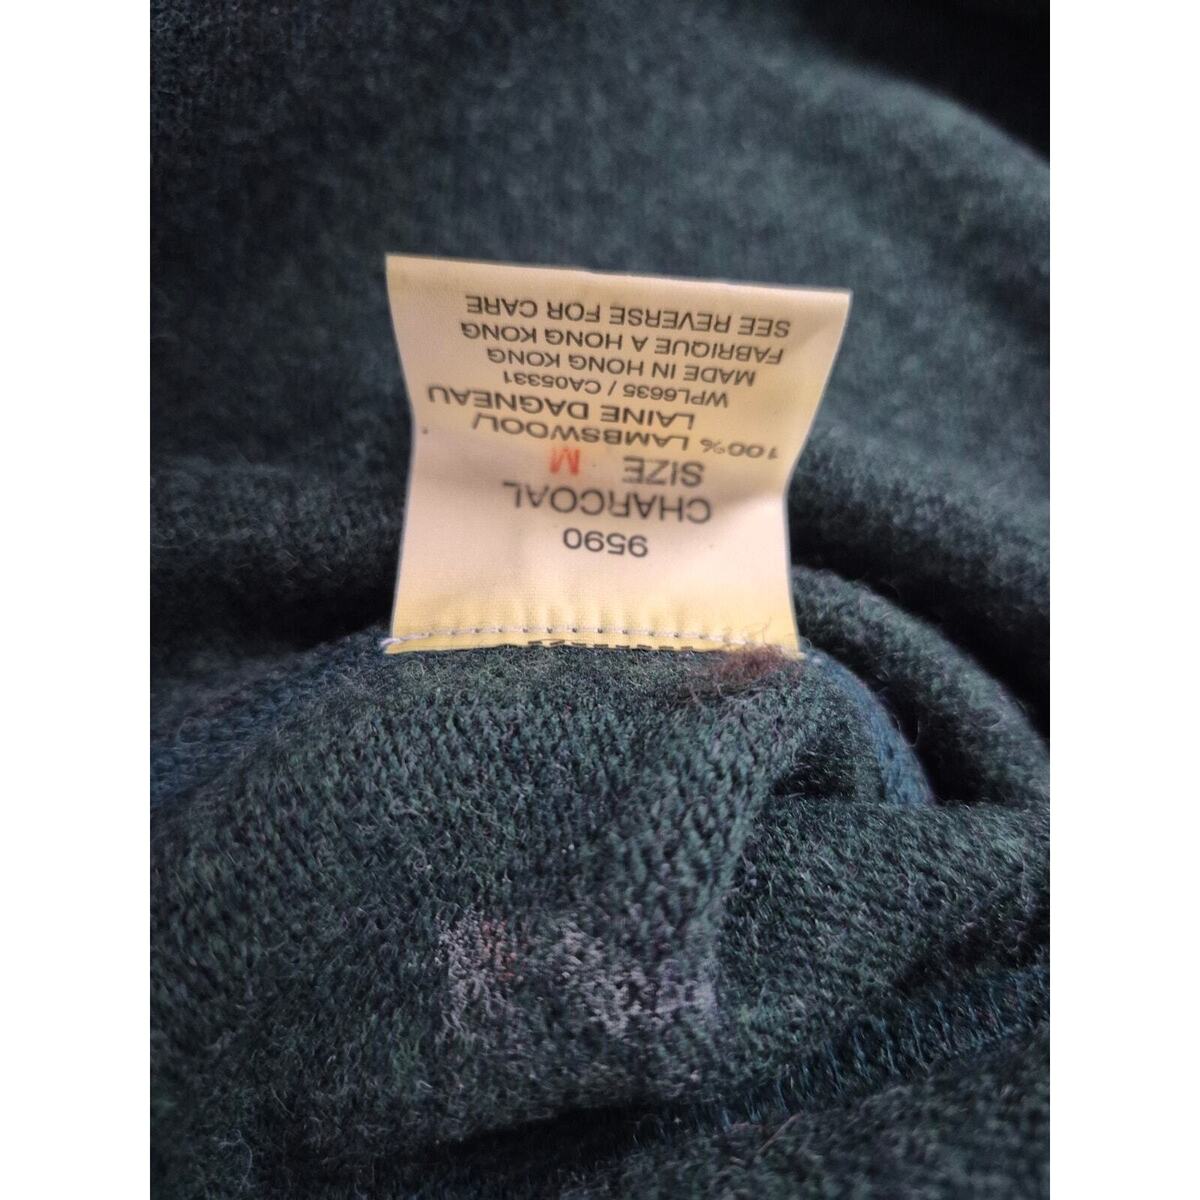 9590
CHARCOAL
SIZE M
100% LAMBSWOOL/
LAINE DAGNEAU
WPL6635 / CA05331
MADE IN HONG KONG
FABRIQUE A HONG KONG
SEE REVERSE FOR CARE